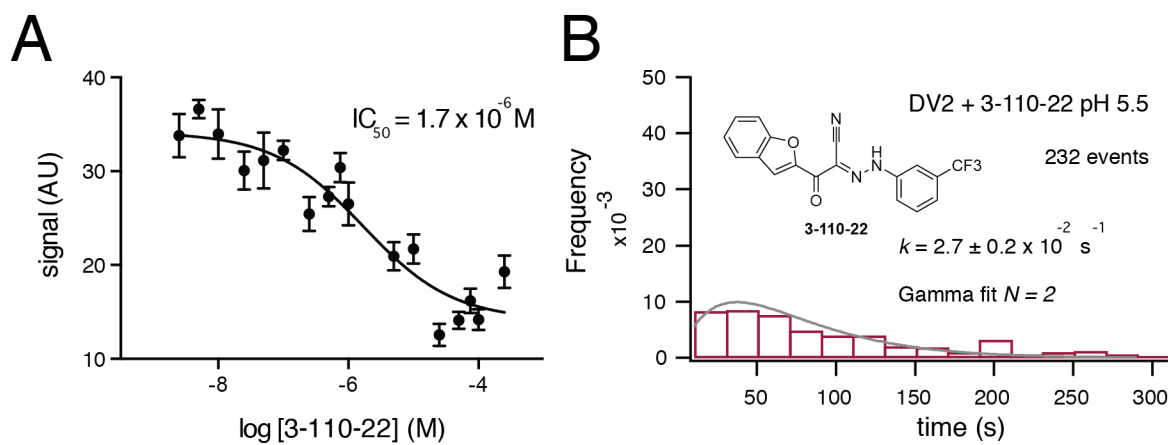 A
40
30
20
10
signal (AU)
IC50 = 1.7 x 10-6 M
-8
-6
-4
log [3-110-22] (M)
B
50
40
30
20
10
0
Frequency
x10-3
DV2 + 3-110-22 pH 5.5
232 events
O
N
O
N
H
N
CF3
3-110-22
k = 2.7 ± 0.2 x 10-2 s-1
Gamma fit N = 2
50
100
150
200
250
300
time (s)